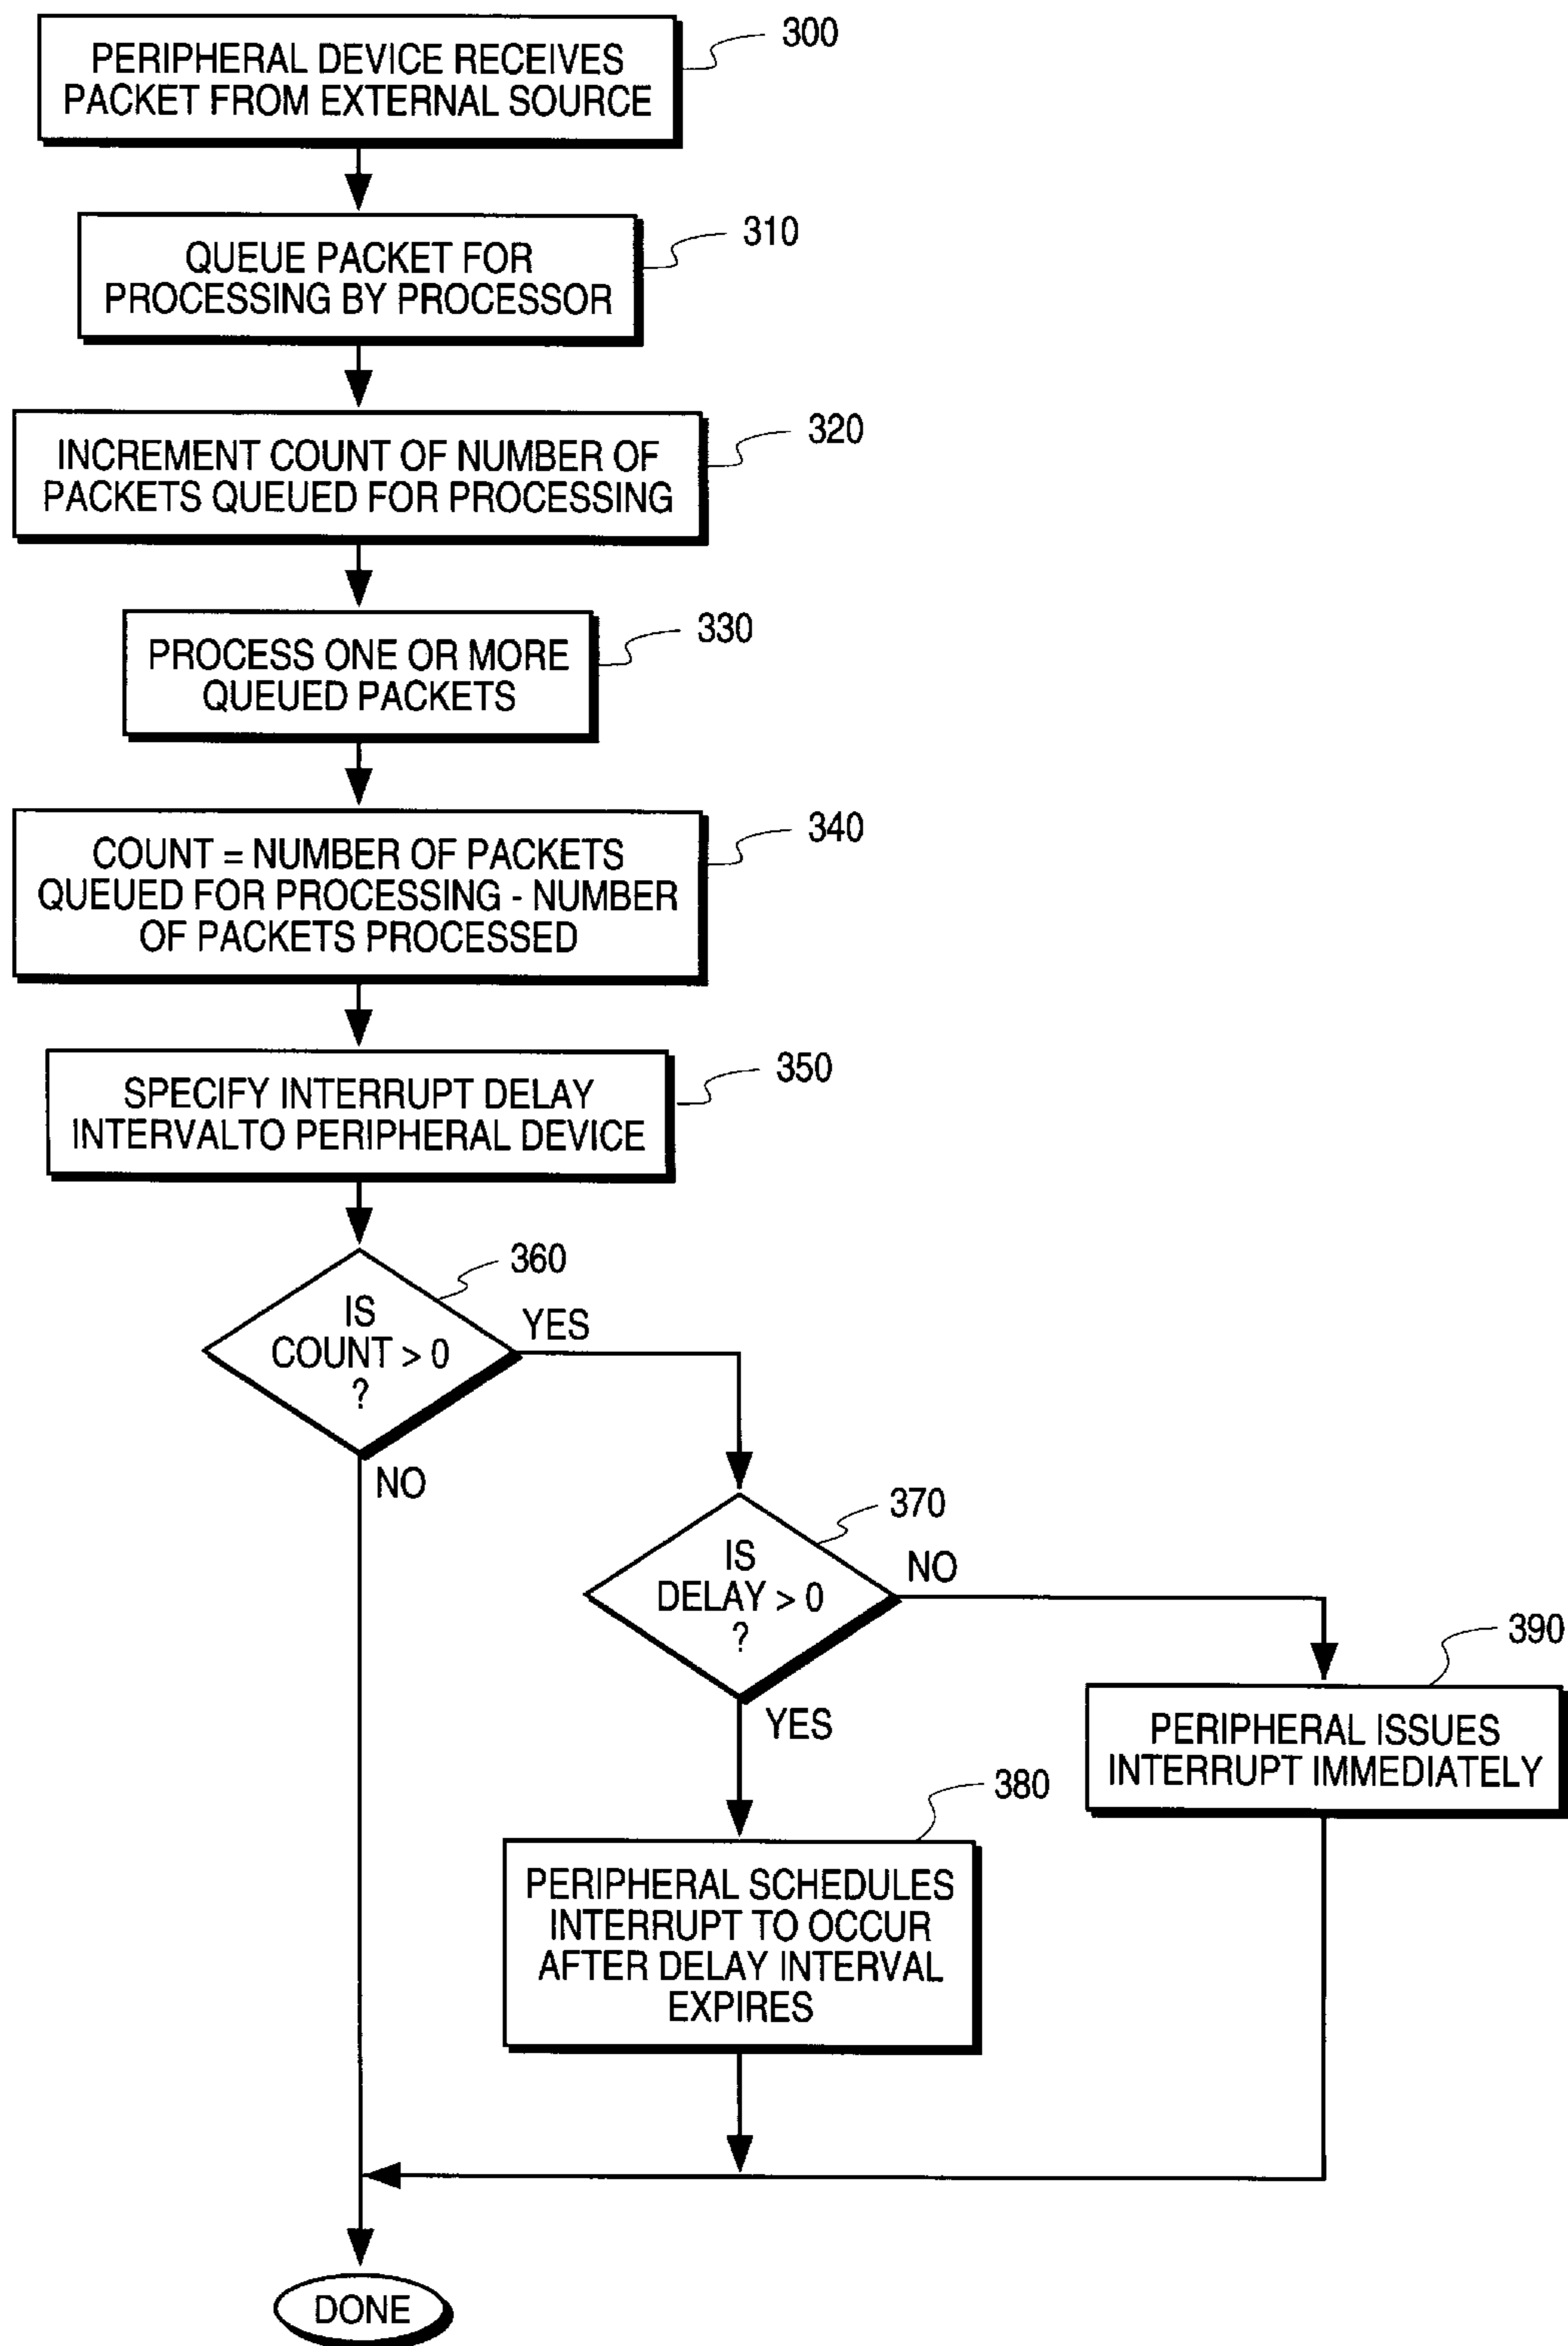 300
PERIPHERAL DEVICE RECEIVES
PACKET FROM EXTERNAL SOURCE
310
QUEUE PACKET FOR
PROCESSING BY PROCESSOR
320
INCREMENT COUNT OF NUMBER OF
PACKETS QUEUED FOR PROCESSING
330
PROCESS ONE OR MORE
QUEUED PACKETS
340
COUNT = NUMBER OF PACKETS
QUEUED FOR PROCESSING - NUMBER
OF PACKETS PROCESSED
350
SPECIFY INTERRUPT DELAY
INTERVALTO PERIPHERAL DEVICE
360
IS
COUNT > 0
?
YES
NO
370
IS
DELAY > 0
?
NO
YES
390
PERIPHERAL ISSUES
INTERRUPT IMMEDIATELY
380
PERIPHERAL SCHEDULES
INTERRUPT TO OCCUR
AFTER DELAY INTERVAL
EXPIRES
DONE